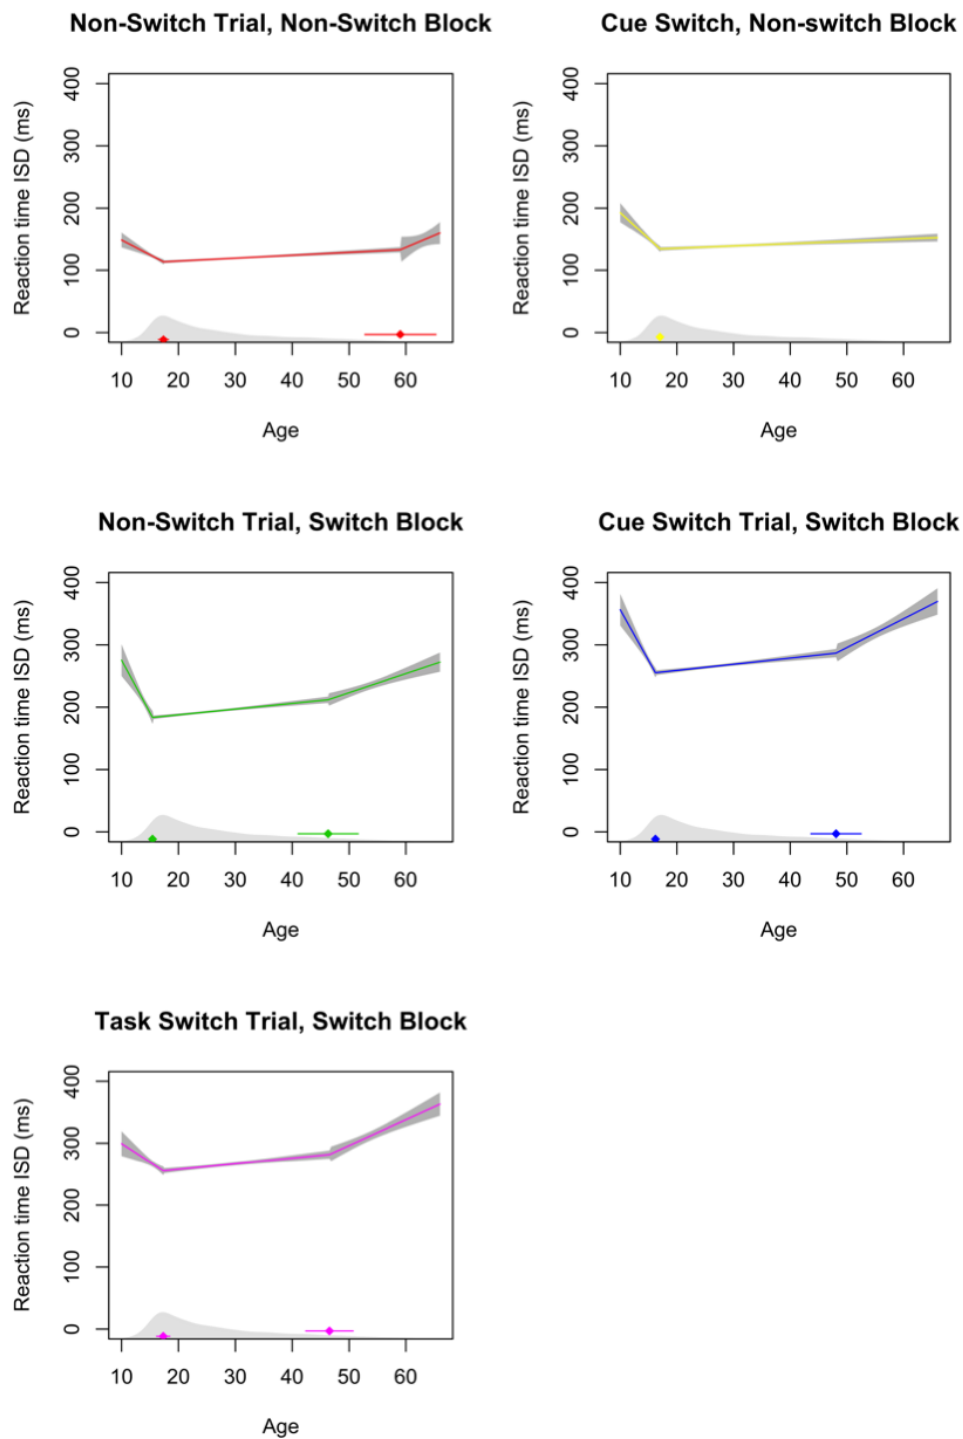 Non-Switch Trial, Non-Switch Block
Reaction time ISD (ms)
400
300
200
100
0
10 20 30 40 50 60
Age
Cue Switch, Non-switch Block
Reaction time ISD (ms)
400
300
200
100
0
10 20 30 40 50 60
Age
Non-Switch Trial, Switch Block
Reaction time ISD (ms)
400
300
200
100
0
10 20 30 40 50 60
Age
Cue Switch Trial, Switch Block
Reaction time ISD (ms)
400
300
200
100
0
10 20 30 40 50 60
Age
Task Switch Trial, Switch Block
Reaction time ISD (ms)
400
300
200
100
0
10 20 30 40 50 60
Age